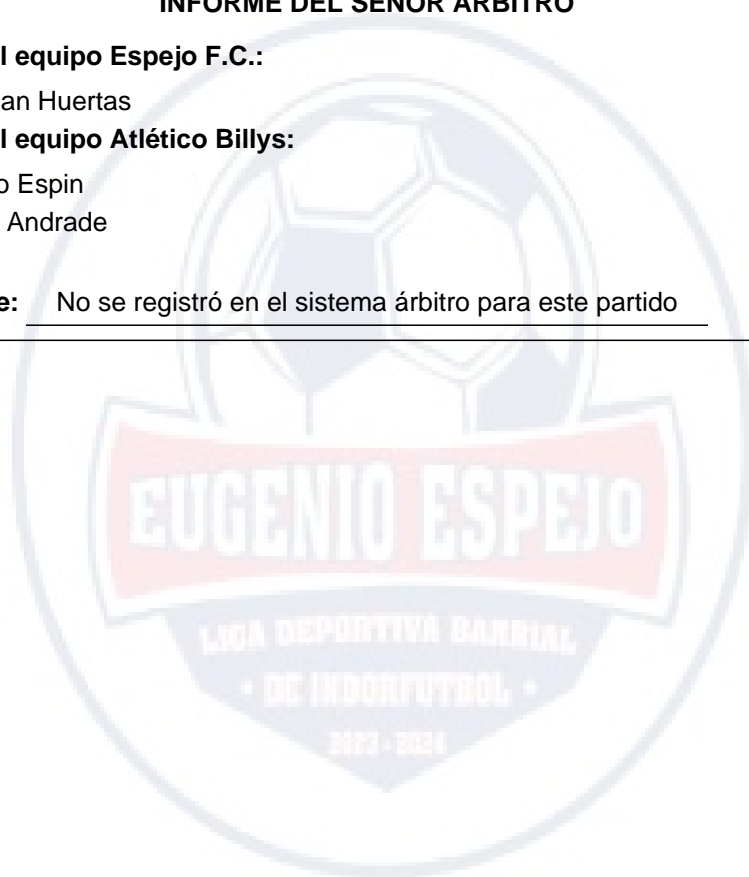 INFORME DEL SEÑOR ÁRBITRO
l equipo Espejo F.C.:
an Huertas
l equipo Atlético Billys:
o Espin
Andrade
e: No se registró en el sistema árbitro para este partido
EUGENIO ESPEJO
LIGA DEPORTIVA BARRIAL
• DE INDORFUTBOL •
2023 - 2024